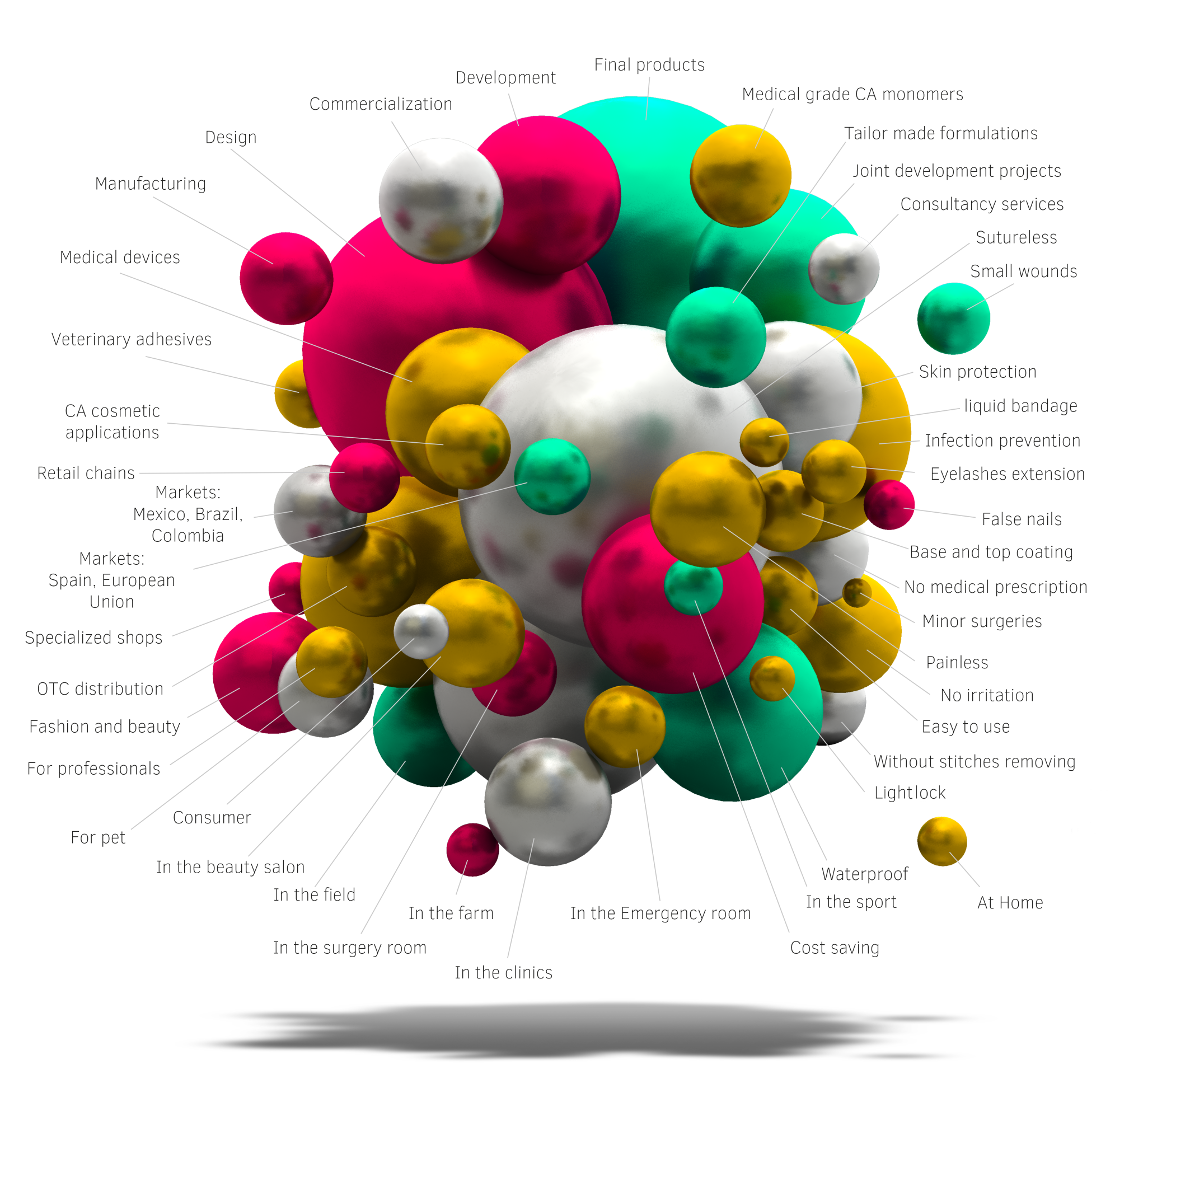 Final products
Development
Medical grade CA monomers
Commercialization
Tailor made formulations
Design
Joint development projects
Manufacturing
Consultancy services
Sutureless
Medical devices
Small wounds
Veterinary adhesives
Skin protection
CA cosmetic
applications
liquid bandage
Infection prevention
Retail chains
Eyelashes extension
Markets:
Mexico, Brazil,
Colombia
False nails
Markets:
Spain, European
Union
Base and top coating
No medical prescription
Minor surgeries
Specialized shops
Painless
OTC distribution
No irritation
Fashion and beauty
Easy to use
For professionals
Without stitches removing
Lightlock
Consumer
For pet
In the beauty salon
Waterproof
In the field
In the sport
At Home
In the farm
In the Emergency room
In the surgery room
Cost saving
In the clinics